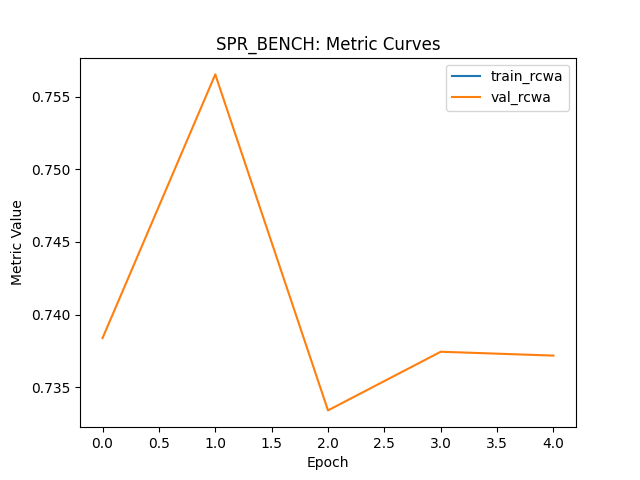 SPR_BENCH: Metric Curves
train_rcwa
val_rcwa
Metric Value
0.755
0.750
0.745
0.740
0.735
0.0 0.5 1.0 1.5 2.0 2.5 3.0 3.5 4.0
Epoch